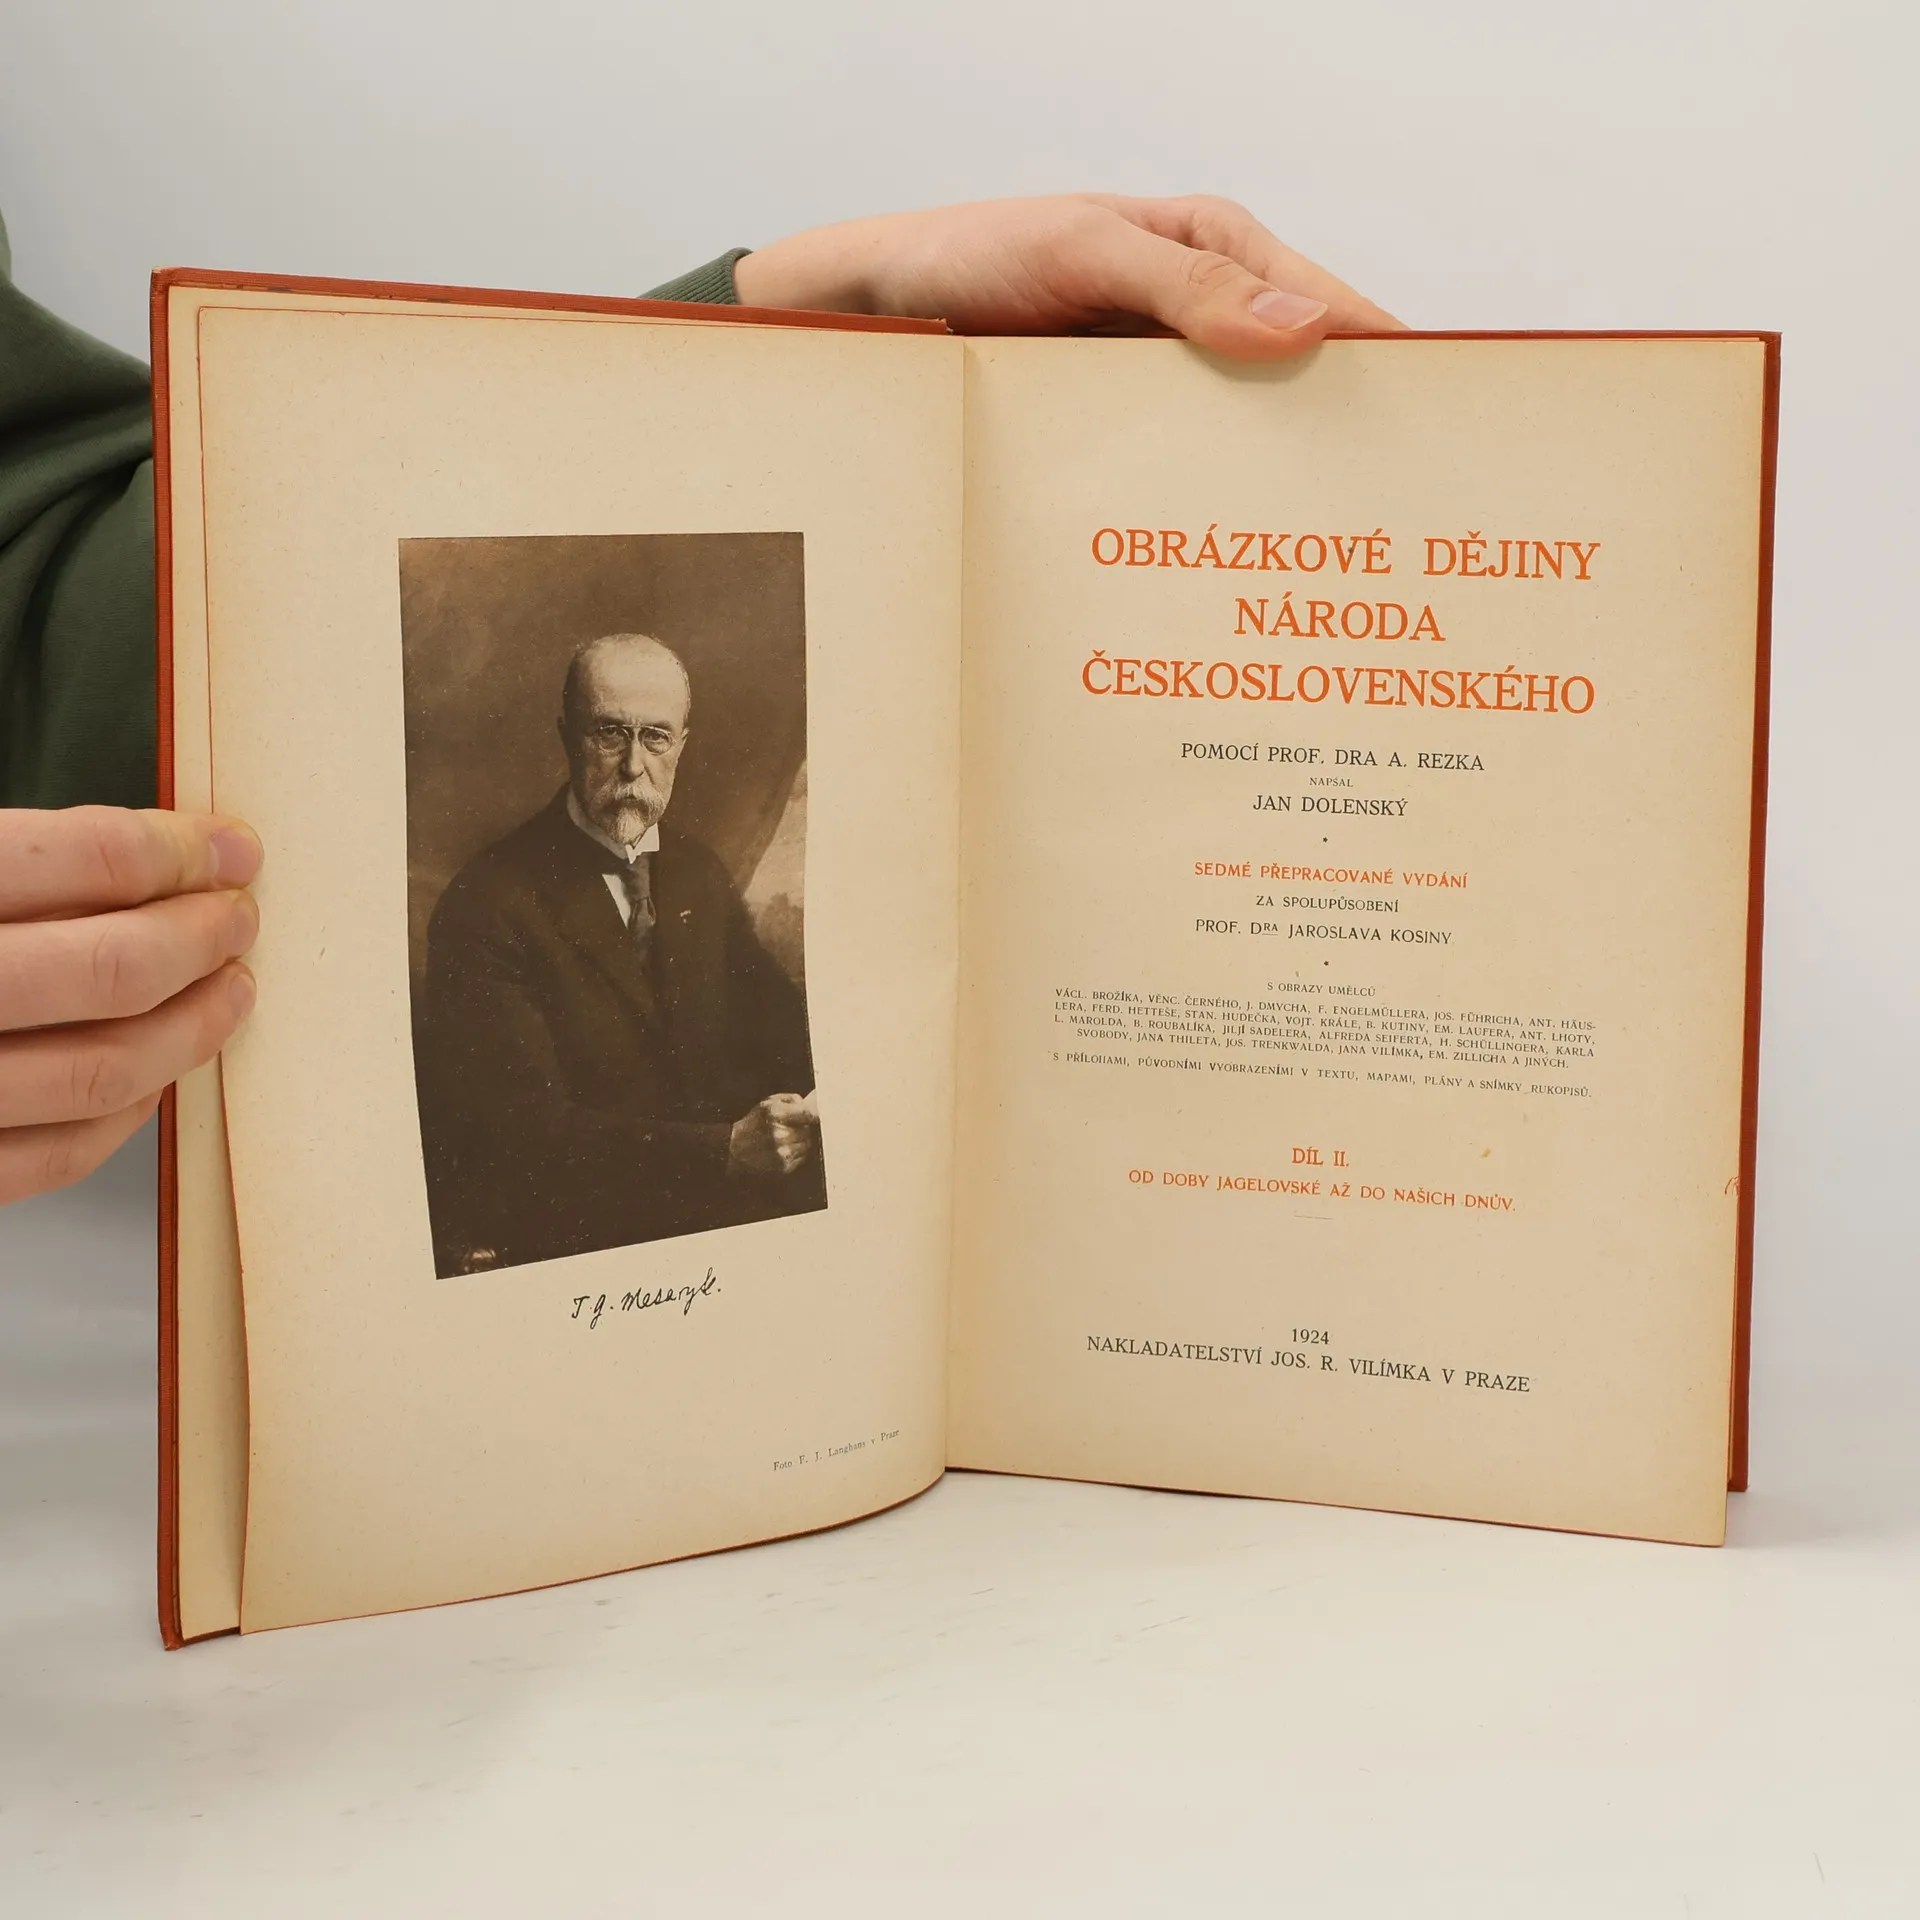 T. G. Masaryk.
Foto F. J. Langhans v Praze
OBRÁZKOVÉ DĚJINY
NÁRODA
ČESKOSLOVENSKÉHO
POMOCÍ PROF. DRA A. REZKA
NAPSAL
JAN DOLENSKÝ
*
SEDMÉ PŘEPRACOVANÉ VYDÁNÍ
ZA SPOLUPŮSOBENÍ
PROF. DRA JAROSLAVA KOSINY
*
S OBRAZY UMĚLCŮ
VÁCL. BROŽÍKA, VĚNC. ČERNÉHO, J. DMYCHA, F. ENGELMÜLLERA, JOS. FÜHRICHA, ANT. HÄUS-
LERA, FERD. HETTEŠE, STAN. HUDEČKA, VOJT. KRÁLE, B. KUTINY, EM. LAUFERA, ANT. LHOTY,
L. MAROLDA, B. ROUBALÍKA, JILJÍ SADELERA, ALFREDA SEIFERTA, H. SCHÜLLINGERA, KARLA
SVOBODY, JANA THILETA, JOS. TRENKWALDA, JANA VILÍMKA, EM. ZILLICHA A JINÝCH.
S PŘÍLOHAMI, PŮVODNÍMI VYOBRAZENÍMI V TEXTU, MAPAMI, PLÁNY A SNÍMKY RUKOPISŮ.
DÍL II.
OD DOBY JAGELOVSKÉ AŽ DO NAŠICH DNŮV.
1924
NAKLADATELSTVÍ JOS. R. VILÍMKA V PRAZE